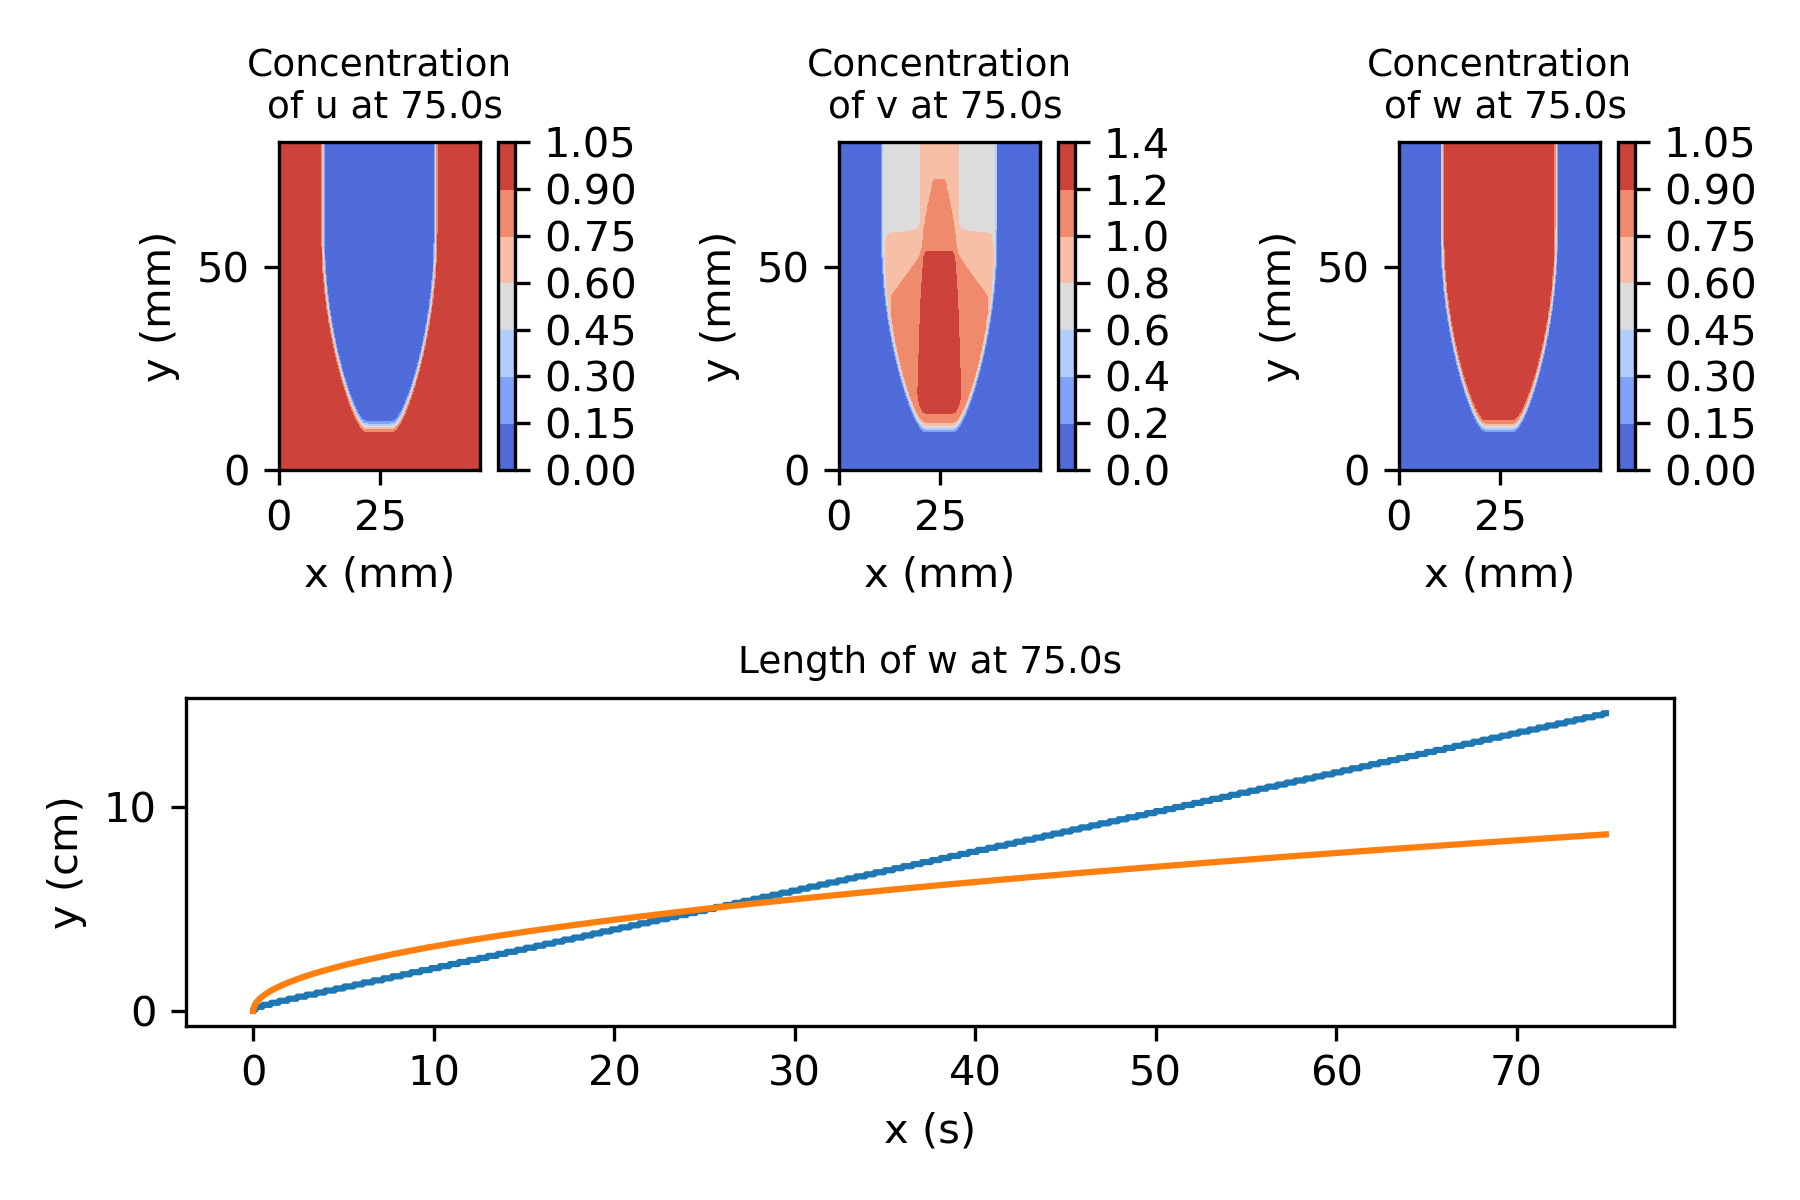 Concentration
of u at 75.0s
Concentration
of v at 75.0s
Concentration
of w at 75.0s
y (mm)
50
0
0
25
x (mm)
1.05
0.90
0.75
0.60
0.45
0.30
0.15
0.00
y (mm)
50
0
0
25
x (mm)
1.4
1.2
1.0
0.8
0.6
0.4
0.2
0.0
y (mm)
50
0
0
25
x (mm)
1.05
0.90
0.75
0.60
0.45
0.30
0.15
0.00
Length of w at 75.0s
y (cm)
10
0
0 10 20 30 40 50 60 70
x (s)